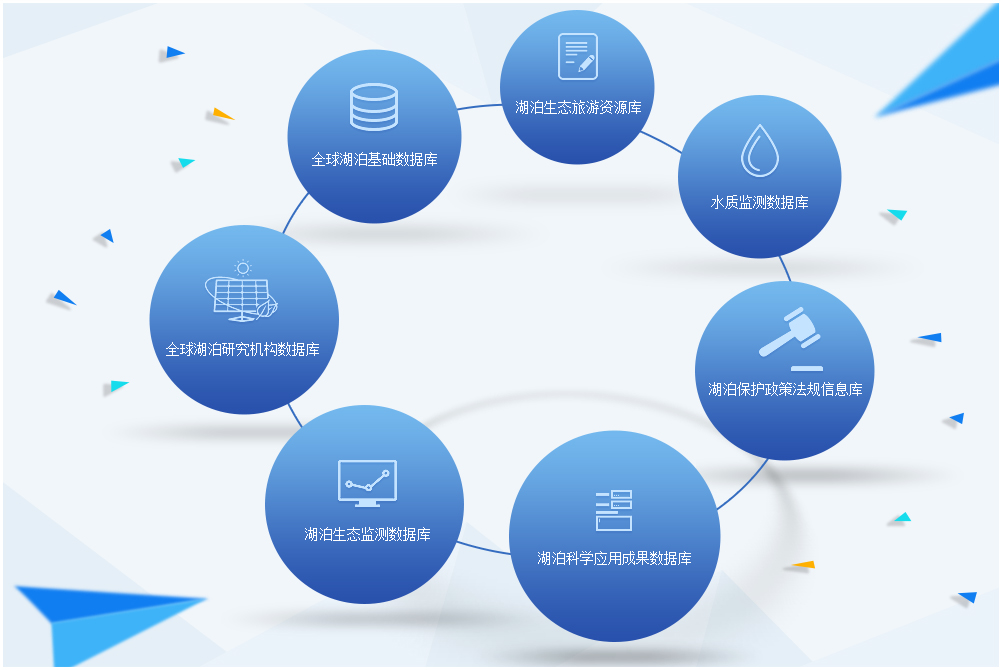 湖泊生态旅游资源库
全球湖泊基础数据库
水质监测数据库
全球湖泊研究机构数据库
湖泊保护政策法规信息库
湖泊生态监测数据库
湖泊科学应用成果数据库